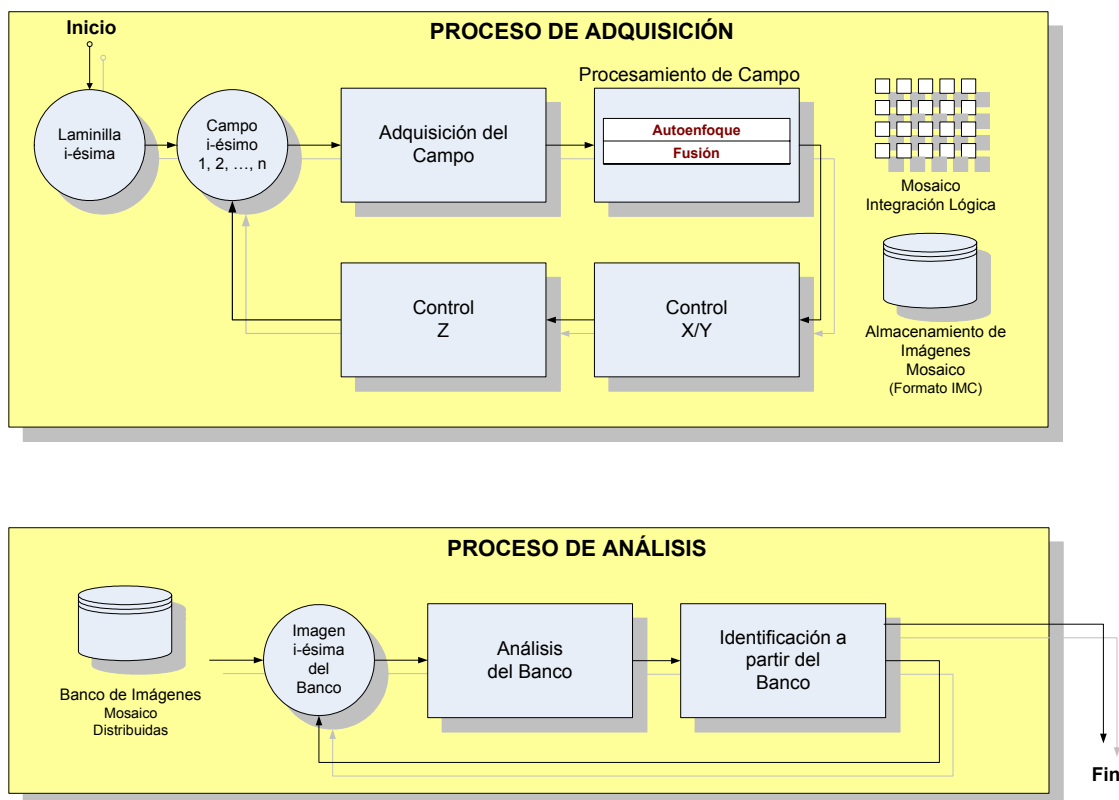 Inicio
PROCESO DE ADQUISICIÓN
Laminilla
i-ésima
Campo
i-ésimo
1, 2, …, n
Adquisición del
Campo
Procesamiento de Campo
Autoenfoque
Fusión
Mosaico
Integración Lógica
Control
Z
Control
X/Y
Almacenamiento de
Imágenes
Mosaico
(Formato IMC)
PROCESO DE ANÁLISIS
Banco de Imágenes
Mosaico
Distribuidas
Imagen
i-ésima
del
Banco
Análisis
del Banco
Identificación a
partir del
Banco
Fin